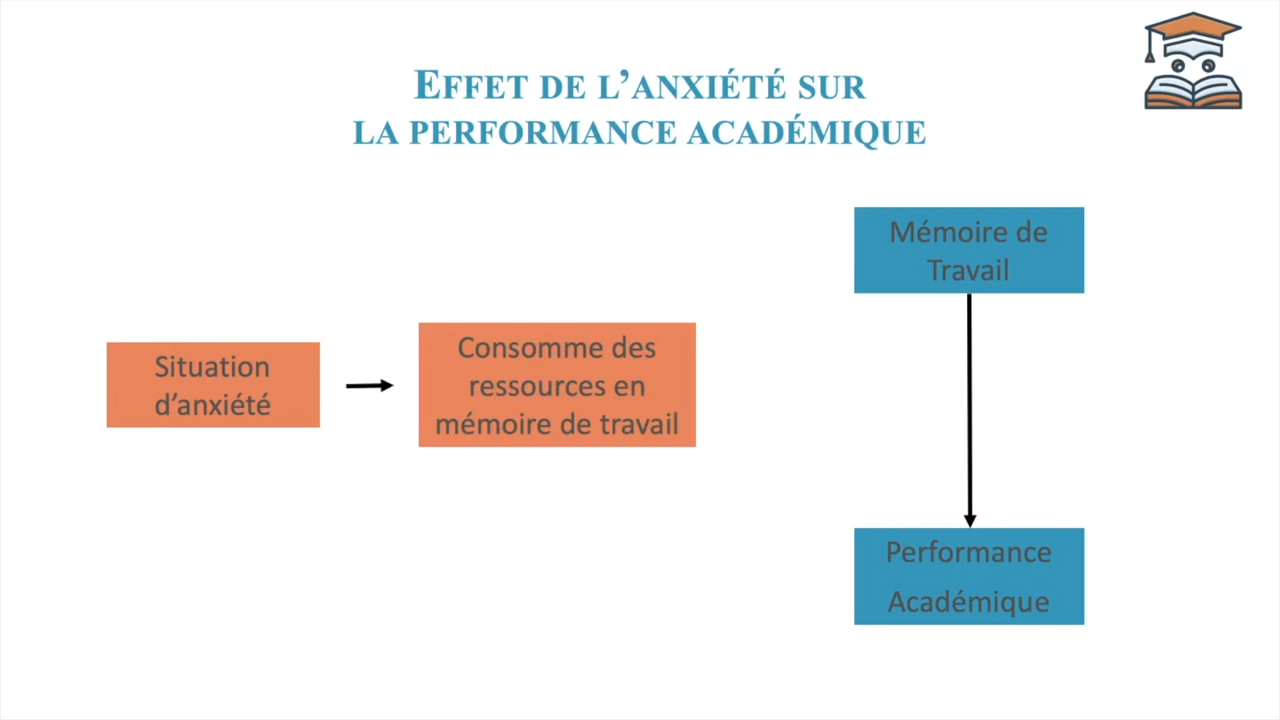 EFFET DE L’ANXIÉTÉ SUR
LA PERFORMANCE ACADÉMIQUE
Situation
d’anxiété
Consomme des
ressources en
mémoire de travail
Mémoire de
Travail
Performance
Académique